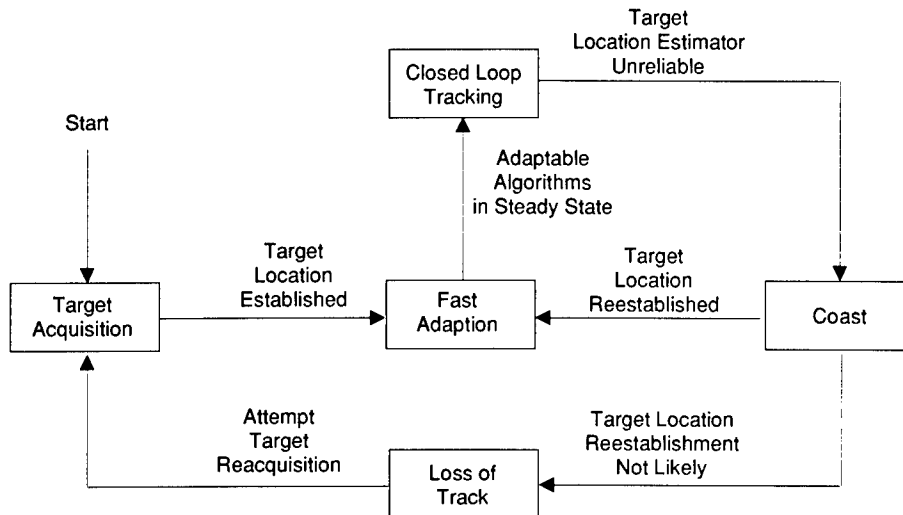 Target
Location Estimator
Unreliable
Closed Loop
Tracking
Start
Adaptable
Algorithms
in Steady State
Target
Location
Established
Target
Location
Reestablished
Target
Acquisition
Fast
Adaption
Coast
Attempt
Target
Reacquisition
Target Location
Reestablishment
Not Likely
Loss of
Track